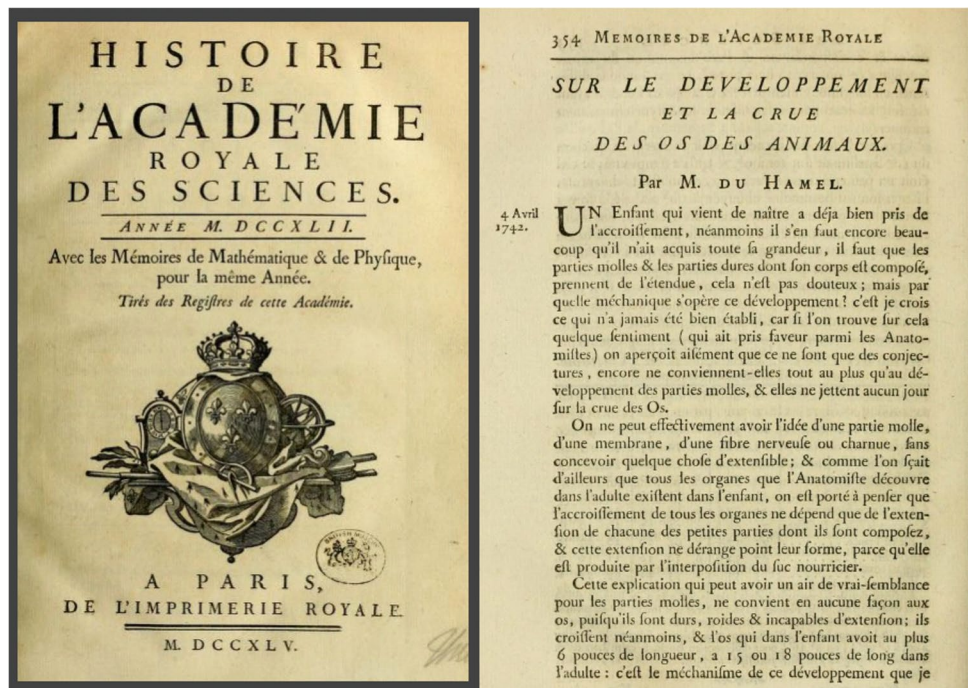 HISTOIRE
DE
L'ACADÉMIE
ROYALE
DES SCIENCES.
ANNÉE M. DCCXLII.
Avec les Mémoires de Mathématique & de Phyſique,
pour la même Année.
Tirés des Regiſtres de cette Académie.
A PARIS,
DE L'IMPRIMERIE ROYALE.
M. DCCXLV.
354 MEMOIRES DE L'ACADEMIE ROYALE
SUR LE DEVELOPPEMENT
ET LA CRUE
DES OS DES ANIMAUX.
Par M. DU HAMEL.
4 Avril
1742.
UN Enfant qui vient de naître a déja bien pris de
l'accroiſſement, néanmoins il s'en faut encore beau-
coup qu'il n'ait acquis toute ſa grandeur, il faut que les
parties molles & les parties dures dont ſon corps eſt compoſé,
prennent de l'étendue, cela n'eſt pas douteux; mais par
quelle méchanique s'opère ce développement? c'eſt je crois
ce qui n'a jamais été bien établi, car ſi l'on trouve ſur cela
quelque ſentiment (qui ait pris faveur parmi les Anato-
miſtes) on aperçoit aiſément que ce ne ſont que des conjec-
tures, encore ne conviennent-elles tout au plus qu'au dé-
veloppement des parties molles, & elles ne jettent aucun jour
ſur la crue des Os.
On ne peut effectivement avoir l'idée d'une partie molle,
d'une membrane, d'une fibre nerveuſe ou charnue, ſans
concevoir quelque choſe d'extenſible; & comme l'on ſçait
d'ailleurs que tous les organes que l'Anatomiſte découvre
dans l'adulte exiſtent dans l'enfant, on eſt porté à penſer que
l'accroiſſement de tous les organes ne dépend que de l'exten-
ſion de chacune des petites parties dont ils ſont compoſez,
& cette extenſion ne dérange point leur forme, parce qu'elle
eſt produite par l'interpoſition du ſuc nourricier.
Cette explication qui peut avoir un air de vrai-ſemblance
pour les parties molles, ne convient en aucune façon aux
os, puiſqu'ils ſont durs, roides & incapables d'extenſion; ils
croiſſent néanmoins, & l'os qui dans l'enfant avoit au plus
6 pouces de longueur, a 15 ou 18 pouces de long dans
l'adulte: c'eſt le méchaniſme de ce développement que je